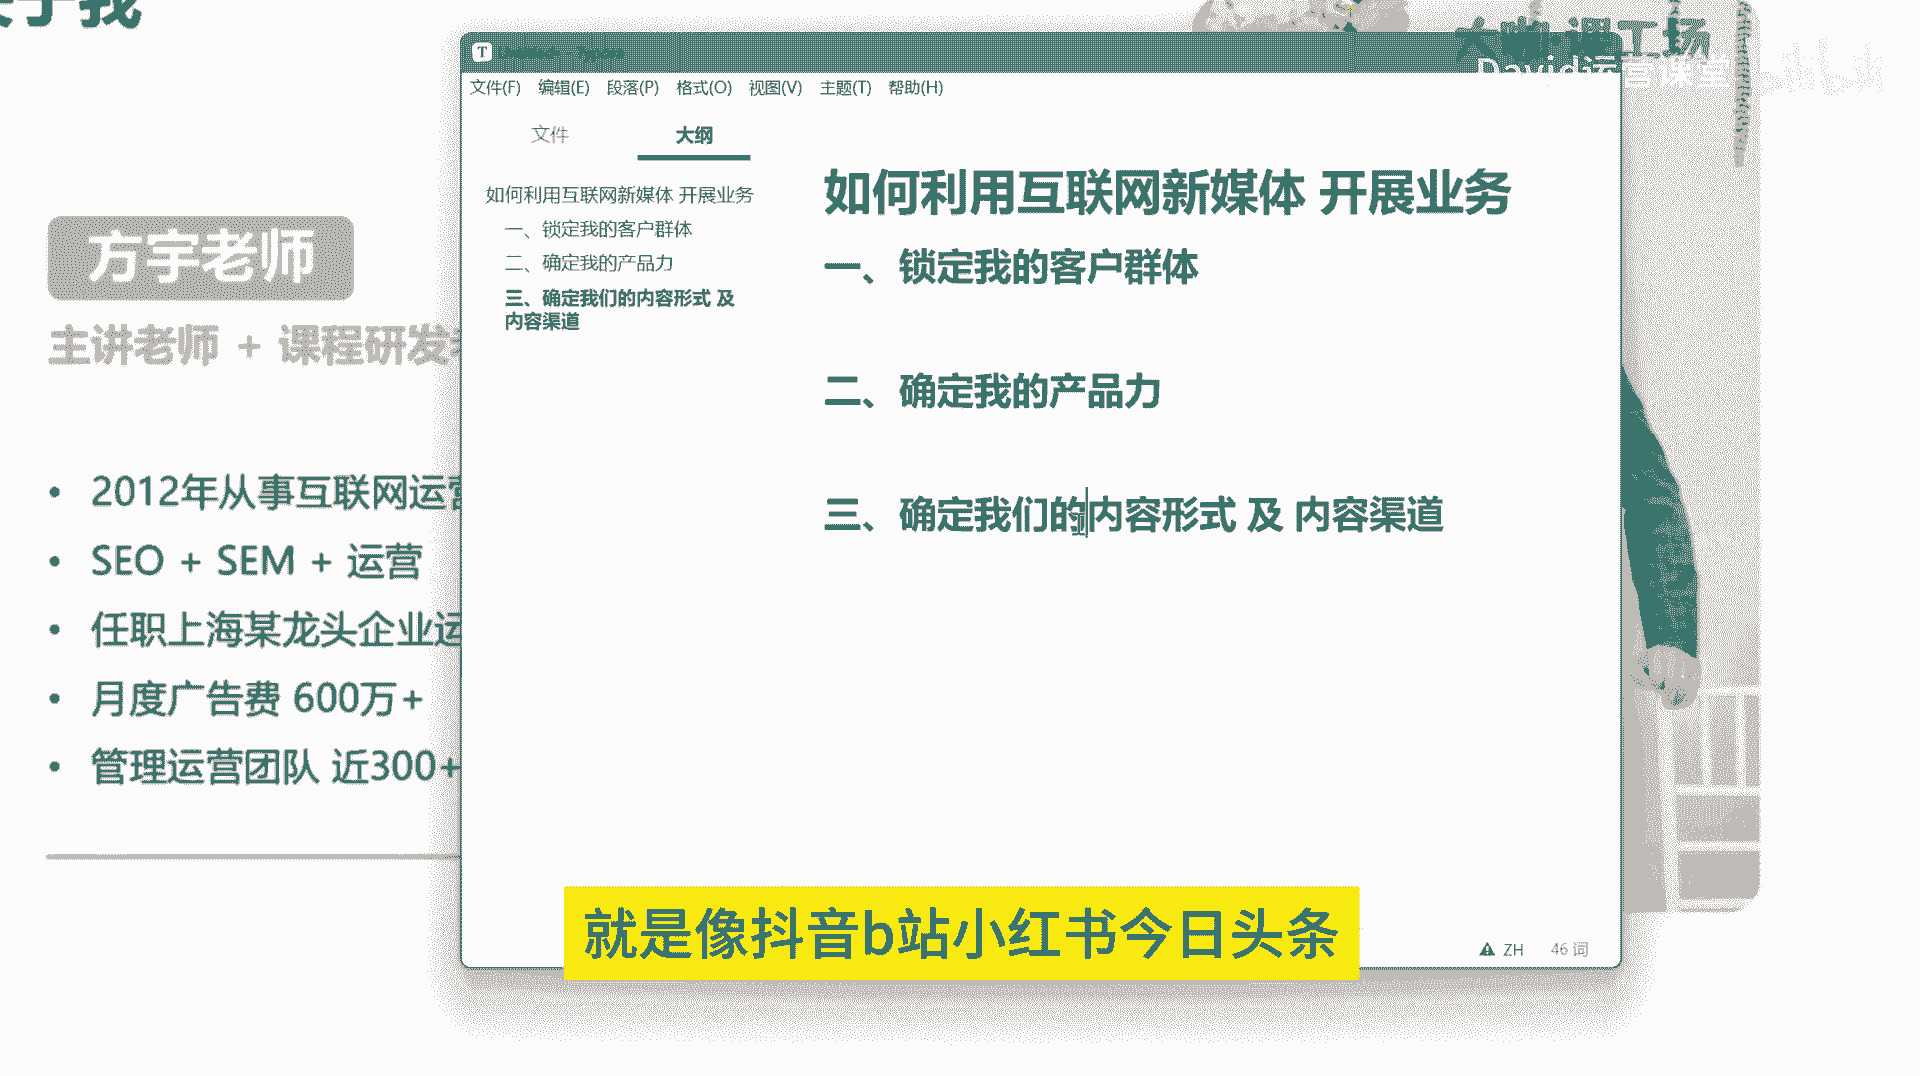 关于我
方宇老师
主讲老师 + 课程研发
2012年从事互联网运营
SEO + SEM + 运营
任职上海某龙头企业运
月度广告费 600万+
管理运营团队 近300+
文件(F) 编辑(E) 段落(P) 格式(O) 视图(V) 主题(T) 帮助(H)
文件 大纲
如何利用互联网新媒体 开展业务
一、锁定我的客户群体
二、确定我的产品力
三、确定我们的内容形式 及
内容渠道
如何利用互联网新媒体 开展业务
一、锁定我的客户群体
二、确定我的产品力
三、确定我们的内容形式 及 内容渠道
课工场
David运营课堂
ZH 46 词
就是像抖音b站小红书今日头条